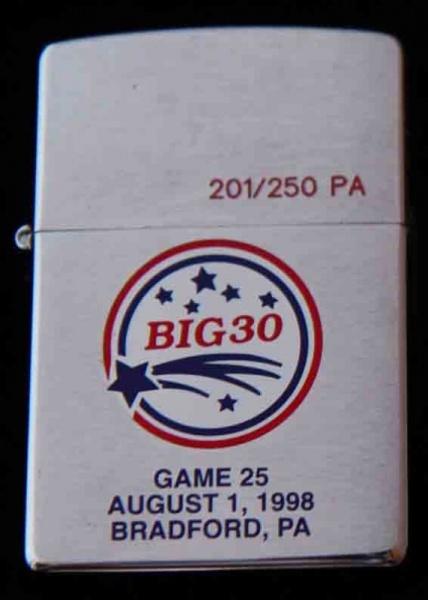 201/250 PA
BIG30
GAME 25
AUGUST 1, 1998
BRADFORD, PA